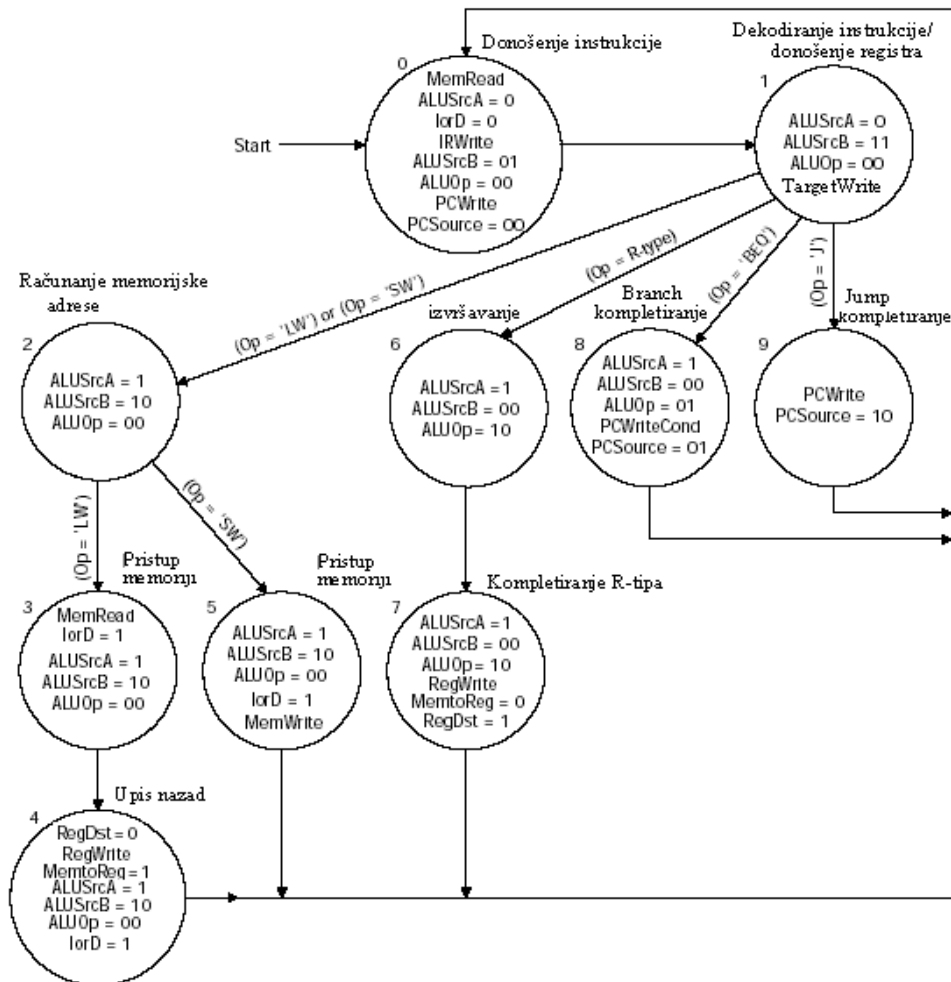 Donošenje instrukcije
0
MemRead
ALUSrcA = 0
IorD = 0
IRWrite
ALUSrcB = 01
ALUOp = 00
PCWrite
PCSource = 00
Start
Dekodiranje instrukcije/
donošenje registra
1
ALUSrcA = 0
ALUSrcB = 11
ALUOp = 00
TargetWrite
(Op = 'LW') or (Op = 'SW')
(Op = R-type)
(Op = 'BEQ')
(Op = 'J')
Računanje memorijske
adrese
2
ALUSrcA = 1
ALUSrcB = 10
ALUOp = 00
izvršavanje
6
ALUSrcA = 1
ALUSrcB = 00
ALUOp = 10
Branch
kompletiranje
8
ALUSrcA = 1
ALUSrcB = 00
ALUOp = 01
PCWriteCond
PCSource = 01
Jump
kompletiranje
9
PCWrite
PCSource = 10
(Op = 'LW')
(Op = 'SW')
Pristup
memoriji
3
MemRead
IorD = 1
ALUSrcA = 1
ALUSrcB = 10
ALUOp = 00
Pristup
memoriji
5
ALUSrcA = 1
ALUSrcB = 10
ALUOp = 00
IorD = 1
MemWrite
Kompletiranje R-tipa
7
ALUSrcA = 1
ALUSrcB = 00
ALUOp = 10
RegWrite
MemtoReg = 0
RegDst = 1
Upis nazad
4
RegDst = 0
RegWrite
MemtoReg = 1
ALUSrcA = 1
ALUSrcB = 10
ALUOp = 00
IorD = 1